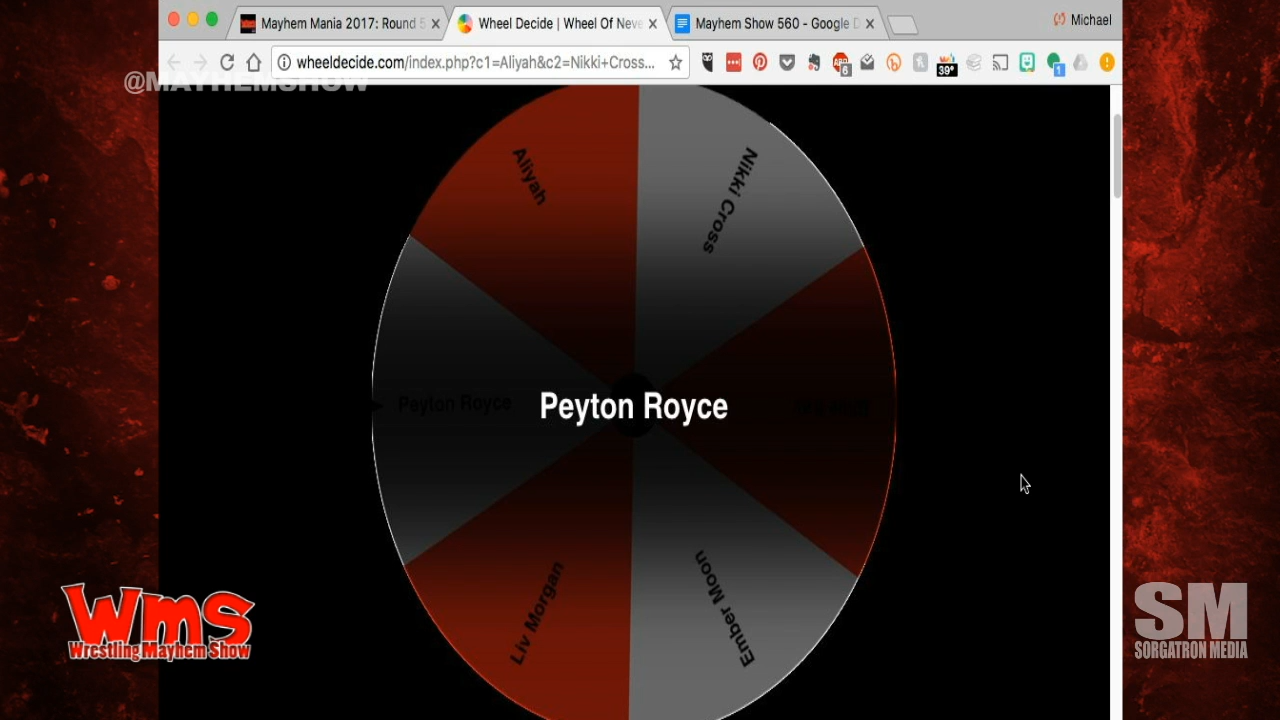 Mayhem Mania 2017: Round 5
Wheel Decide | Wheel Of Neve
Mayhem Show 560 - Google D
Michael
wheeldecide.com/index.php?c1=Aliyah&c2=Nikki+Cross...
6
39°
1
@MAYHEMSHOW
Aliyah
Nikki Cross
Peyton Royce
Peyton Royce
Liv Morgan
Ember Moon
WMS
Wrestling Mayhem Show
SM
SORGATRON MEDIA